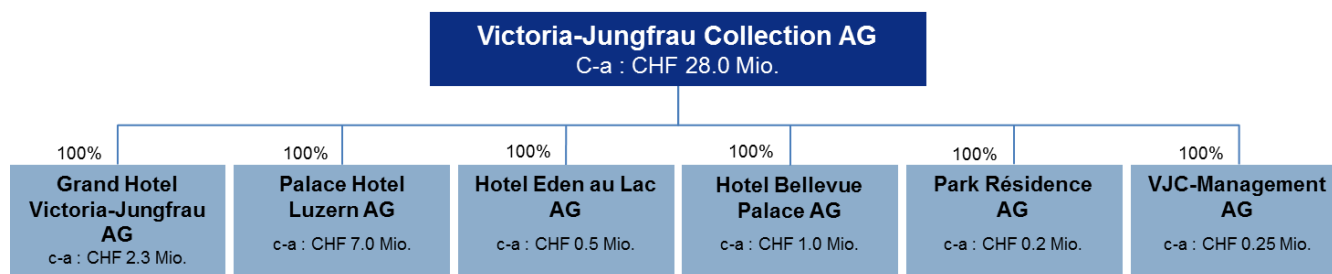 Victoria-Jungfrau Collection AG
C-a : CHF 28.0 Mio.
100%
100%
100%
100%
100%
100%
Grand Hotel
Victoria-Jungfrau
AG
c-a : CHF 2.3 Mio.
Palace Hotel
Luzern AG
c-a : CHF 7.0 Mio.
Hotel Eden au Lac
AG
c-a : CHF 0.5 Mio.
Hotel Bellevue
Palace AG
c-a : CHF 1.0 Mio.
Park Résidence
AG
c-a : CHF 0.2 Mio.
VJC-Management
AG
c-a : CHF 0.25 Mio.